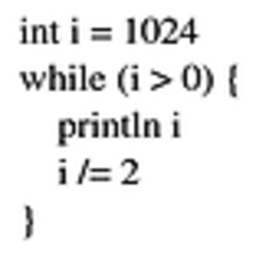 int i = 1024
while (i > 0) {
    println i
    i /= 2
}